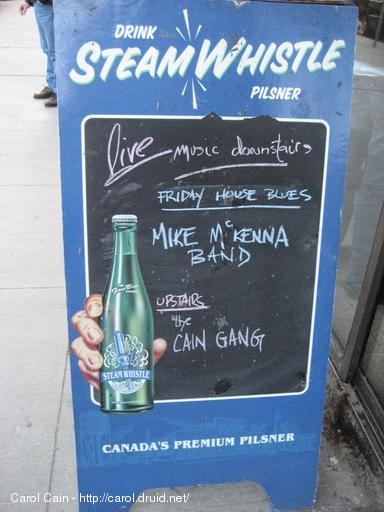 DRINK
STEAM WHISTLE
PILSNER
live music downstairs
FRIDAY HOUSE BLUES
MIKE McKENNA
BAND
UPSTAIRS
the
CAIN GANG
STEAM WHISTLE
CANADA'S PREMIUM PILSNER
Carol Cain - http://carol.druid.net/